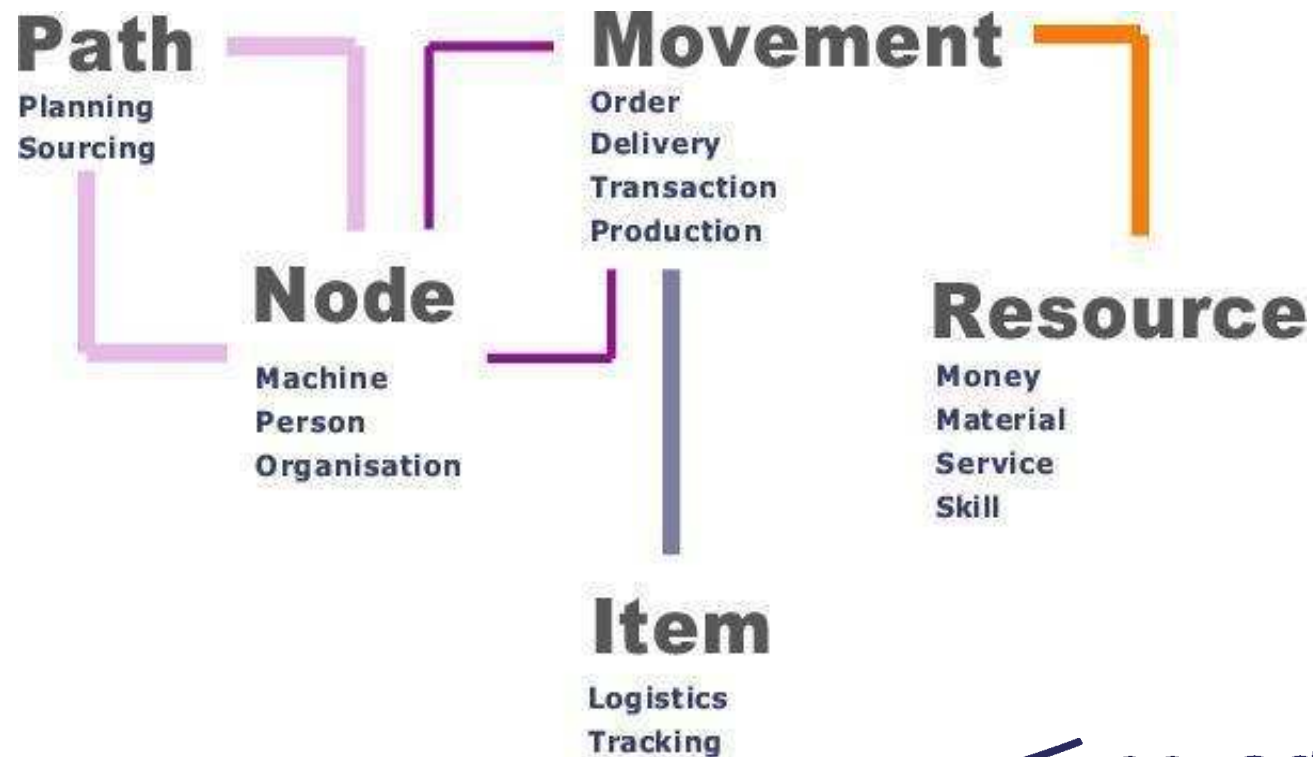 Path
Planning
Sourcing
Movement
Order
Delivery
Transaction
Production
Node
Machine
Person
Organisation
Resource
Money
Material
Service
Skill
Item
Logistics
Tracking